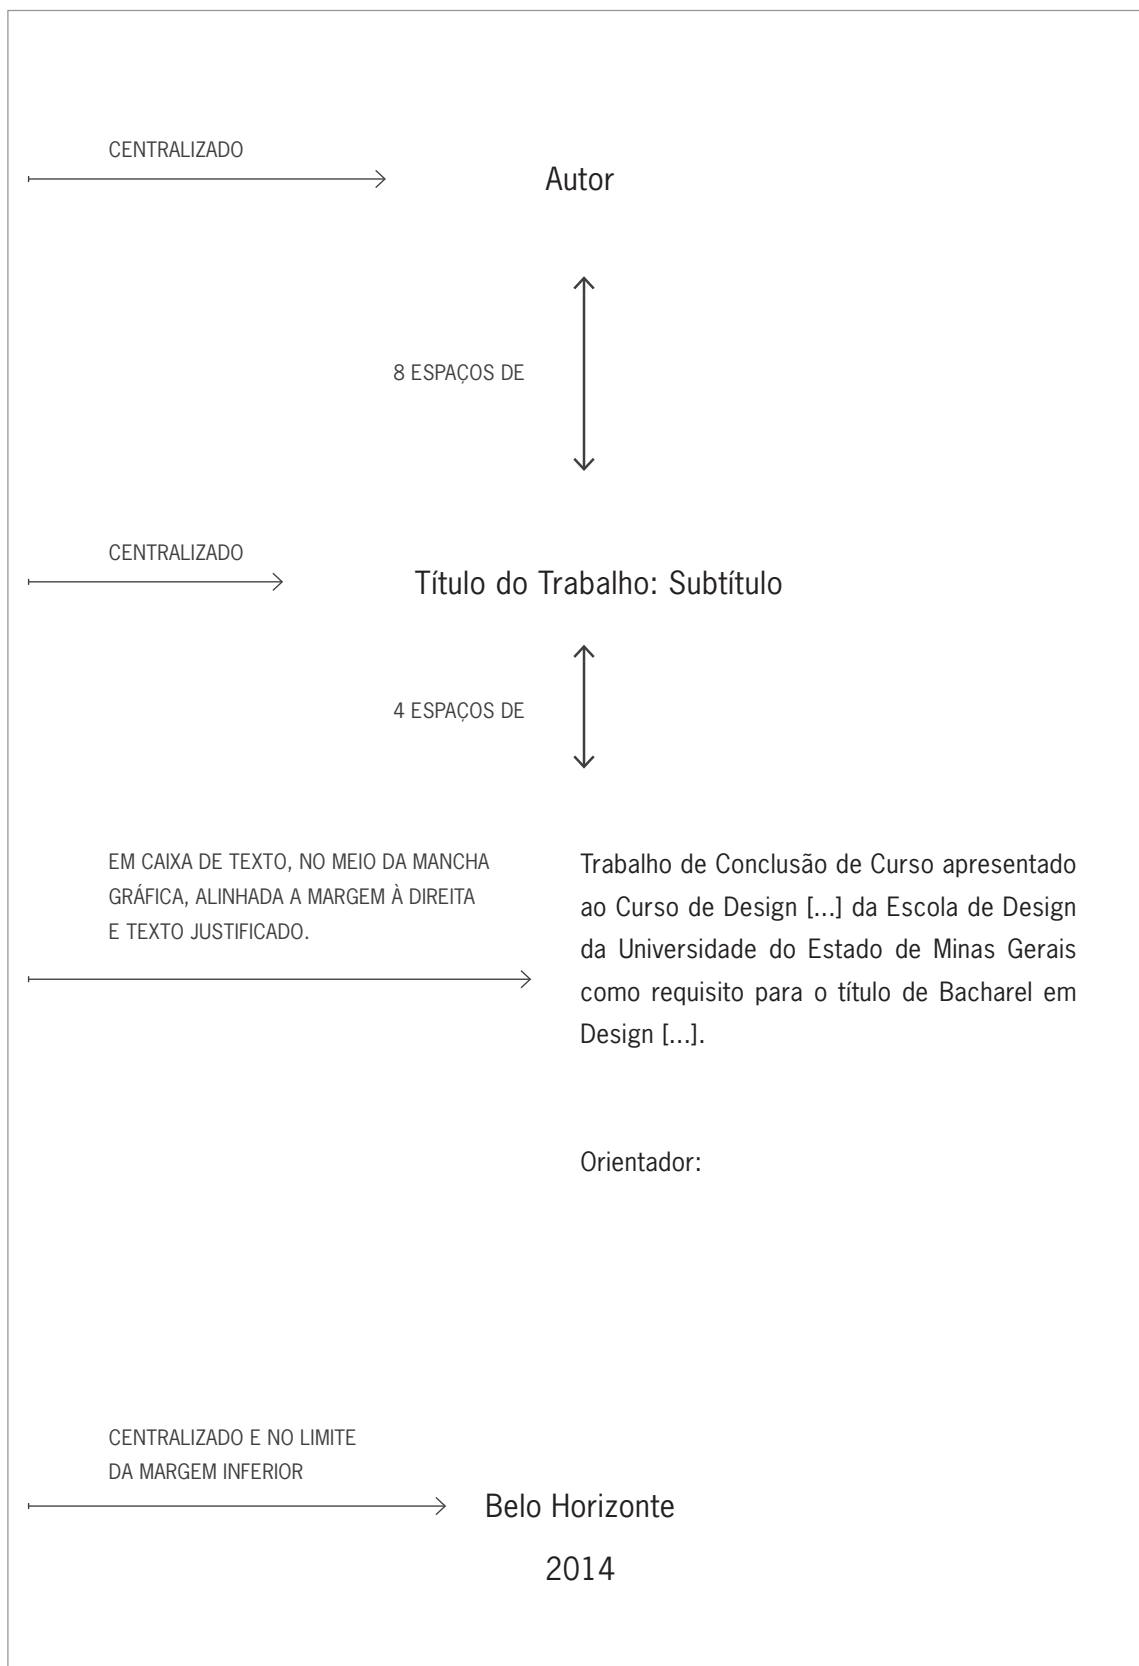 CENTRALIZADO
Autor
8 ESPAÇOS DE
CENTRALIZADO
Título do Trabalho: Subtítulo
4 ESPAÇOS DE
EM CAIXA DE TEXTO, NO MEIO DA MANCHA
GRÁFICA, ALINHADA A MARGEM À DIREITA
E TEXTO JUSTIFICADO.
Trabalho de Conclusão de Curso apresentado
ao Curso de Design [...] da Escola de Design
da Universidade do Estado de Minas Gerais
como requisito para o título de Bacharel em
Design [...].
Orientador:
CENTRALIZADO E NO LIMITE
DA MARGEM INFERIOR
Belo Horizonte
2014